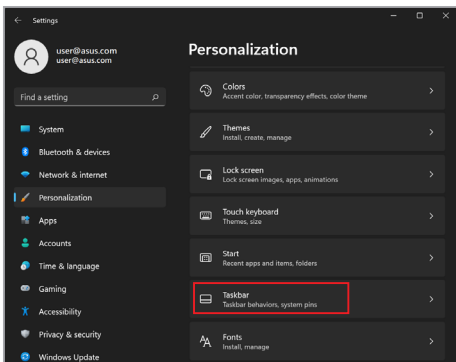 Settings
user@asus.com
user@asus.com
Find a setting
System
Bluetooth & devices
Network & internet
Personalization
Apps
Accounts
Time & language
Gaming
Accessibility
Privacy & security
Windows Update
Personalization
Colors
Accent color, transparency effects, color theme
Themes
Install, create, manage
Lock screen
Lock screen images, apps, animations
Touch keyboard
Themes, size
Start
Recent apps and items, folders
Taskbar
Taskbar behaviors, system pins
Fonts
Install, manage